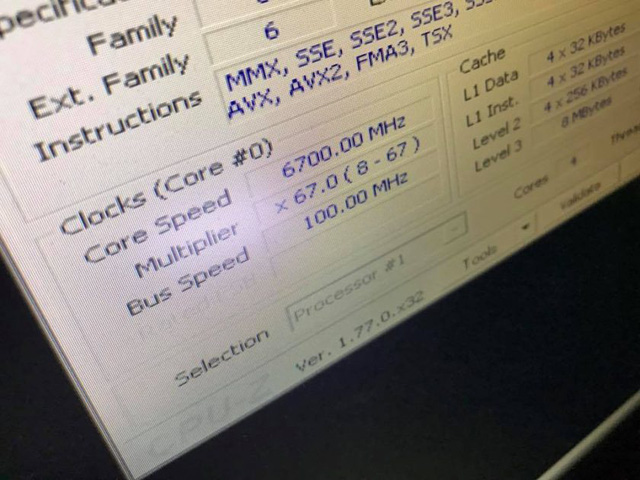 Family
Ext. Family 6
Instructions MMX, SSE, SSE2, SSE3,
AVX, AVX2, FMA3, TSX
Clocks (Core #0)
Core Speed 6700.00 MHz
Multiplier x 67.0 ( 8 - 67 )
Bus Speed 100.00 MHz
Cache
L1 Data 4 x 32 KBytes
L1 Inst. 4 x 32 KBytes
Level 2 4 x 256 KBytes
Level 3 8 MBytes
Selection Processor #1
Cores 4
CPU-Z Ver. 1.77.0.x32 Tools Validate